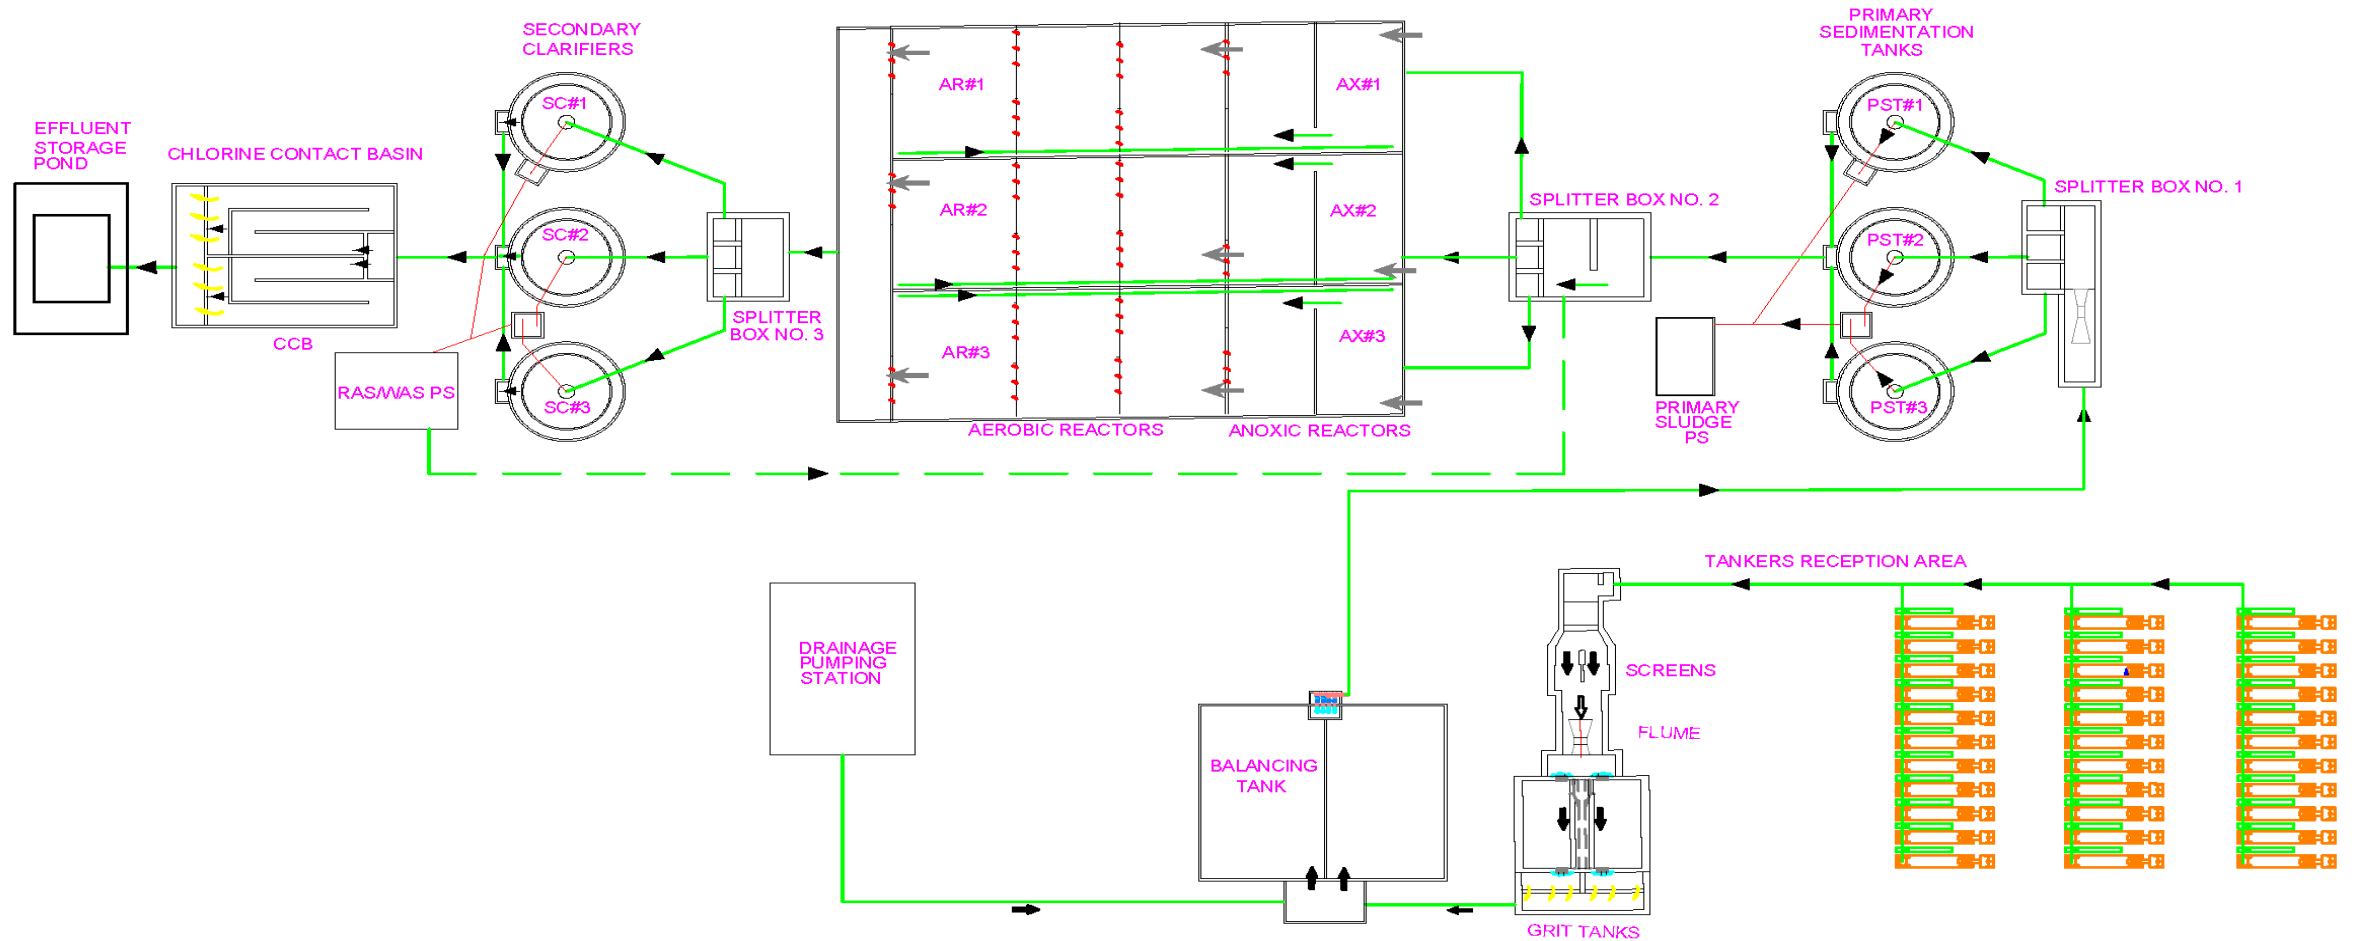 SECONDARY
CLARIFIERS
PRIMARY
SEDIMENTATION
TANKS
SC#1
AR#1
AX#1
PST#1
EFFLUENT
STORAGE
POND
CHLORINE CONTACT BASIN
SPLITTER BOX NO. 2
SPLITTER BOX NO. 1
SC#2
AR#2
AX#2
PST#2
SPLITTER
BOX NO. 3
CCB
AR#3
AX#3
RAS/WAS PS
SC#3
PST#3
PRIMARY
SLUDGE
PS
AEROBIC REACTORS
ANOXIC REACTORS
TANKERS RECEPTION AREA
DRAINAGE
PUMPING
STATION
SCREENS
FLUME
BALANCING
TANK
GRIT TANKS